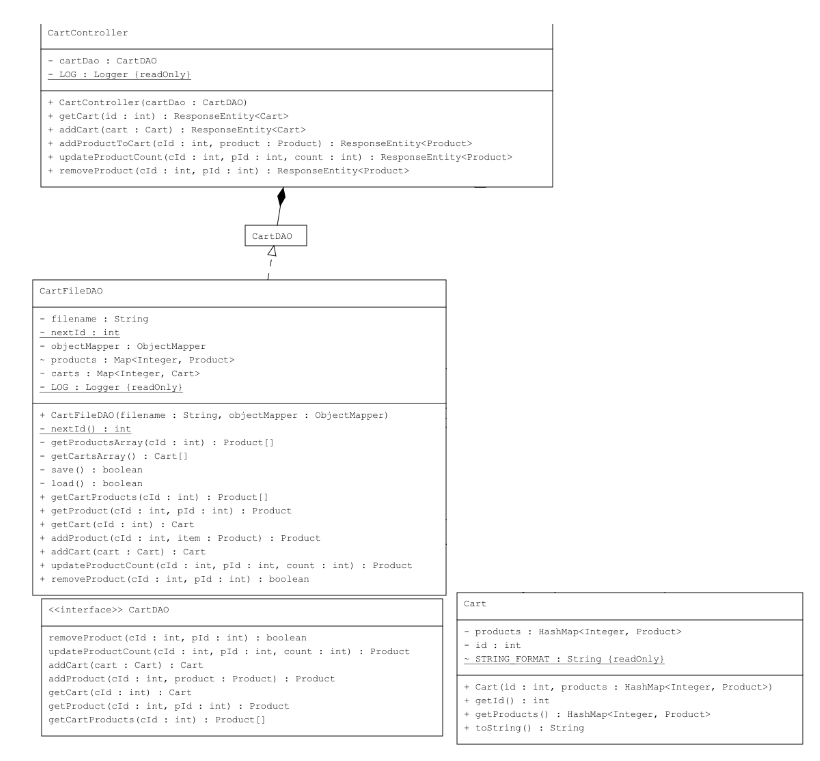 CartController
- cartDao : CartDAO
- LOG : Logger {readOnly}
+ CartController(cartDao : CartDAO)
+ getCart(id : int) : ResponseEntity<Cart>
+ addCart(cart : Cart) : ResponseEntity<Cart>
+ addProductToCart(cId : int, product : Product) : ResponseEntity<Product>
+ updateProductCount(cId : int, pId : int, count : int) : ResponseEntity<Product>
+ removeProduct(cId : int, pId : int) : ResponseEntity<Product>
CartDAO
CartFileDAO
- filename : String
- nextId : int
- objectMapper : ObjectMapper
~ products : Map<Integer, Product>
- carts : Map<Integer, Cart>
- LOG : Logger {readOnly}
+ CartFileDAO(filename : String, objectMapper : ObjectMapper)
- nextId() : int
- getProductsArray(cId : int) : Product[]
- getCartsArray() : Cart[]
- save() : boolean
- load() : boolean
+ getCartProducts(cId : int) : Product[]
+ getProduct(cId : int, pId : int) : Product
+ getCart(cId : int) : Cart
+ addProduct(cId : int, item : Product) : Product
+ addCart(cart : Cart) : Cart
+ updateProductCount(cId : int, pId : int, count : int) : Product
+ removeProduct(cId : int, pId : int) : boolean
<<interface>> CartDAO
removeProduct(cId : int, pId : int) : boolean
updateProductCount(cId : int, pId : int, count : int) : Product
addCart(cart : Cart) : Cart
addProduct(cId : int, product : Product) : Product
getCart(cId : int) : Cart
getProduct(cId : int, pId : int) : Product
getCartProducts(cId : int) : Product[]
Cart
- products : HashMap<Integer, Product>
- id : int
~ STRING_FORMAT : String {readOnly}
+ Cart(id : int, products : HashMap<Integer, Product>)
+ getId() : int
+ getProducts() : HashMap<Integer, Product>
+ toString() : String